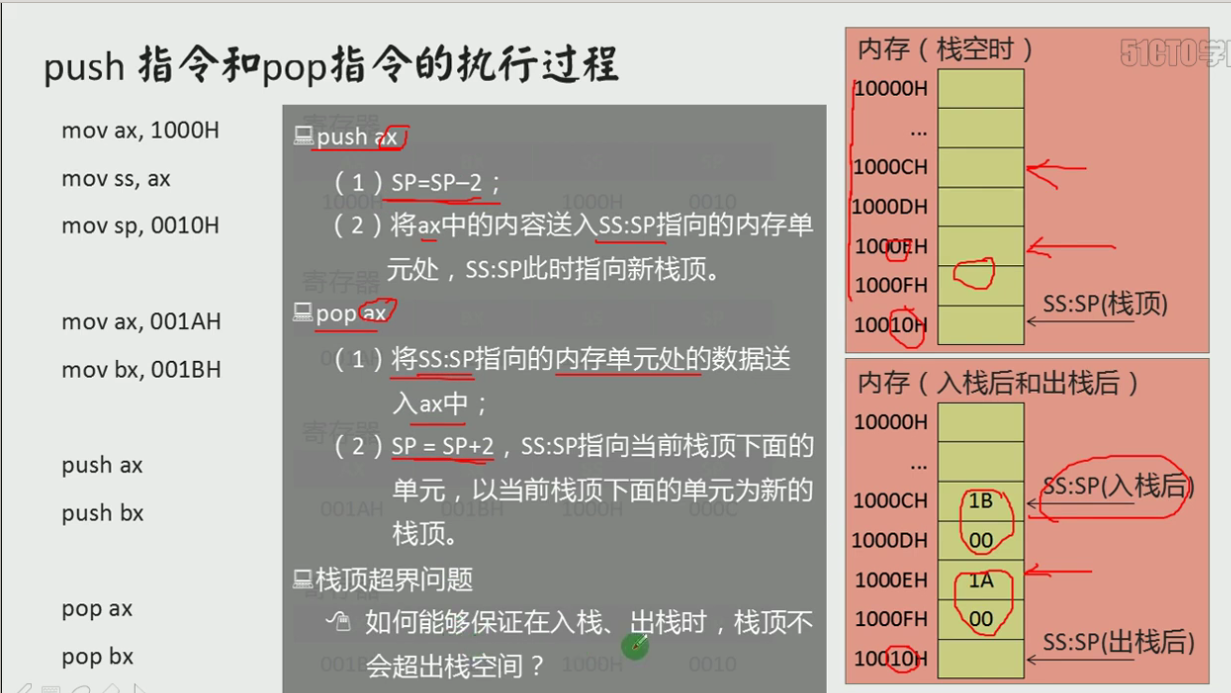 push 指令和pop指令的执行过程
mov ax, 1000H
mov ss, ax
mov sp, 0010H
mov ax, 001AH
mov bx, 001BH
push ax
push bx
pop ax
pop bx
push ax
（1）SP=SP–2；
（2）将ax中的内容送入SS:SP指向的内存单
元处，SS:SP此时指向新栈顶。
pop ax
（1）将SS:SP指向的内存单元处的数据送
入ax中；
（2）SP = SP+2，SS:SP指向当前栈顶下面的
单元，以当前栈顶下面的单元为新的
栈顶。
栈顶超界问题
如何能够保证在入栈、出栈时，栈顶不
会超出栈空间？
寄存器
1000H
1000H
0010
寄存器
001AH
寄存器
001AH
001BH
1000H
000C
001B
1000H
0010
51CTO学
内存（栈空时）
10000H
...
1000CH
1000DH
1000EH
1000FH
10010H
SS:SP(栈顶)
内存（入栈后和出栈后）
10000H
...
1000CH 1B SS:SP(入栈后)
1000DH 00
1000EH 1A
1000FH 00
10010H SS:SP(出栈后)